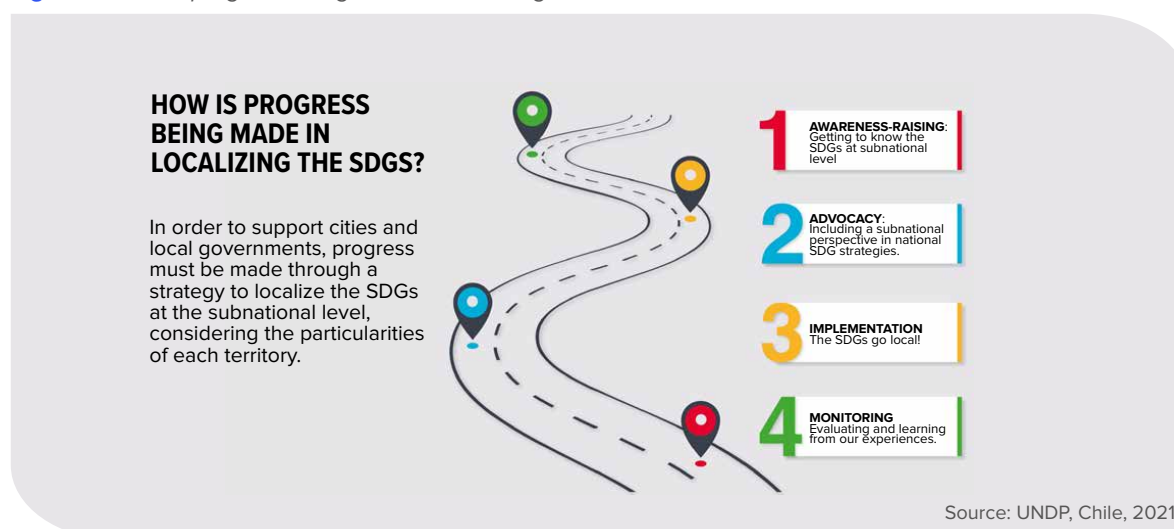 HOW IS PROGRESS
BEING MADE IN
LOCALIZING THE SDGS?
In order to support cities and
local governments, progress
must be made through a
strategy to localize the SDGs
at the subnational level,
considering the particularities
of each territory.
1
AWARENESS-RAISING:
Getting to know the
SDGs at subnational
level
2
ADVOCACY:
Including a subnational
perspective in national
SDG strategies.
3
IMPLEMENTATION
The SDGs go local!
4
MONITORING
Evaluating and learning
from our experiences.
Source: UNDP, Chile, 2021